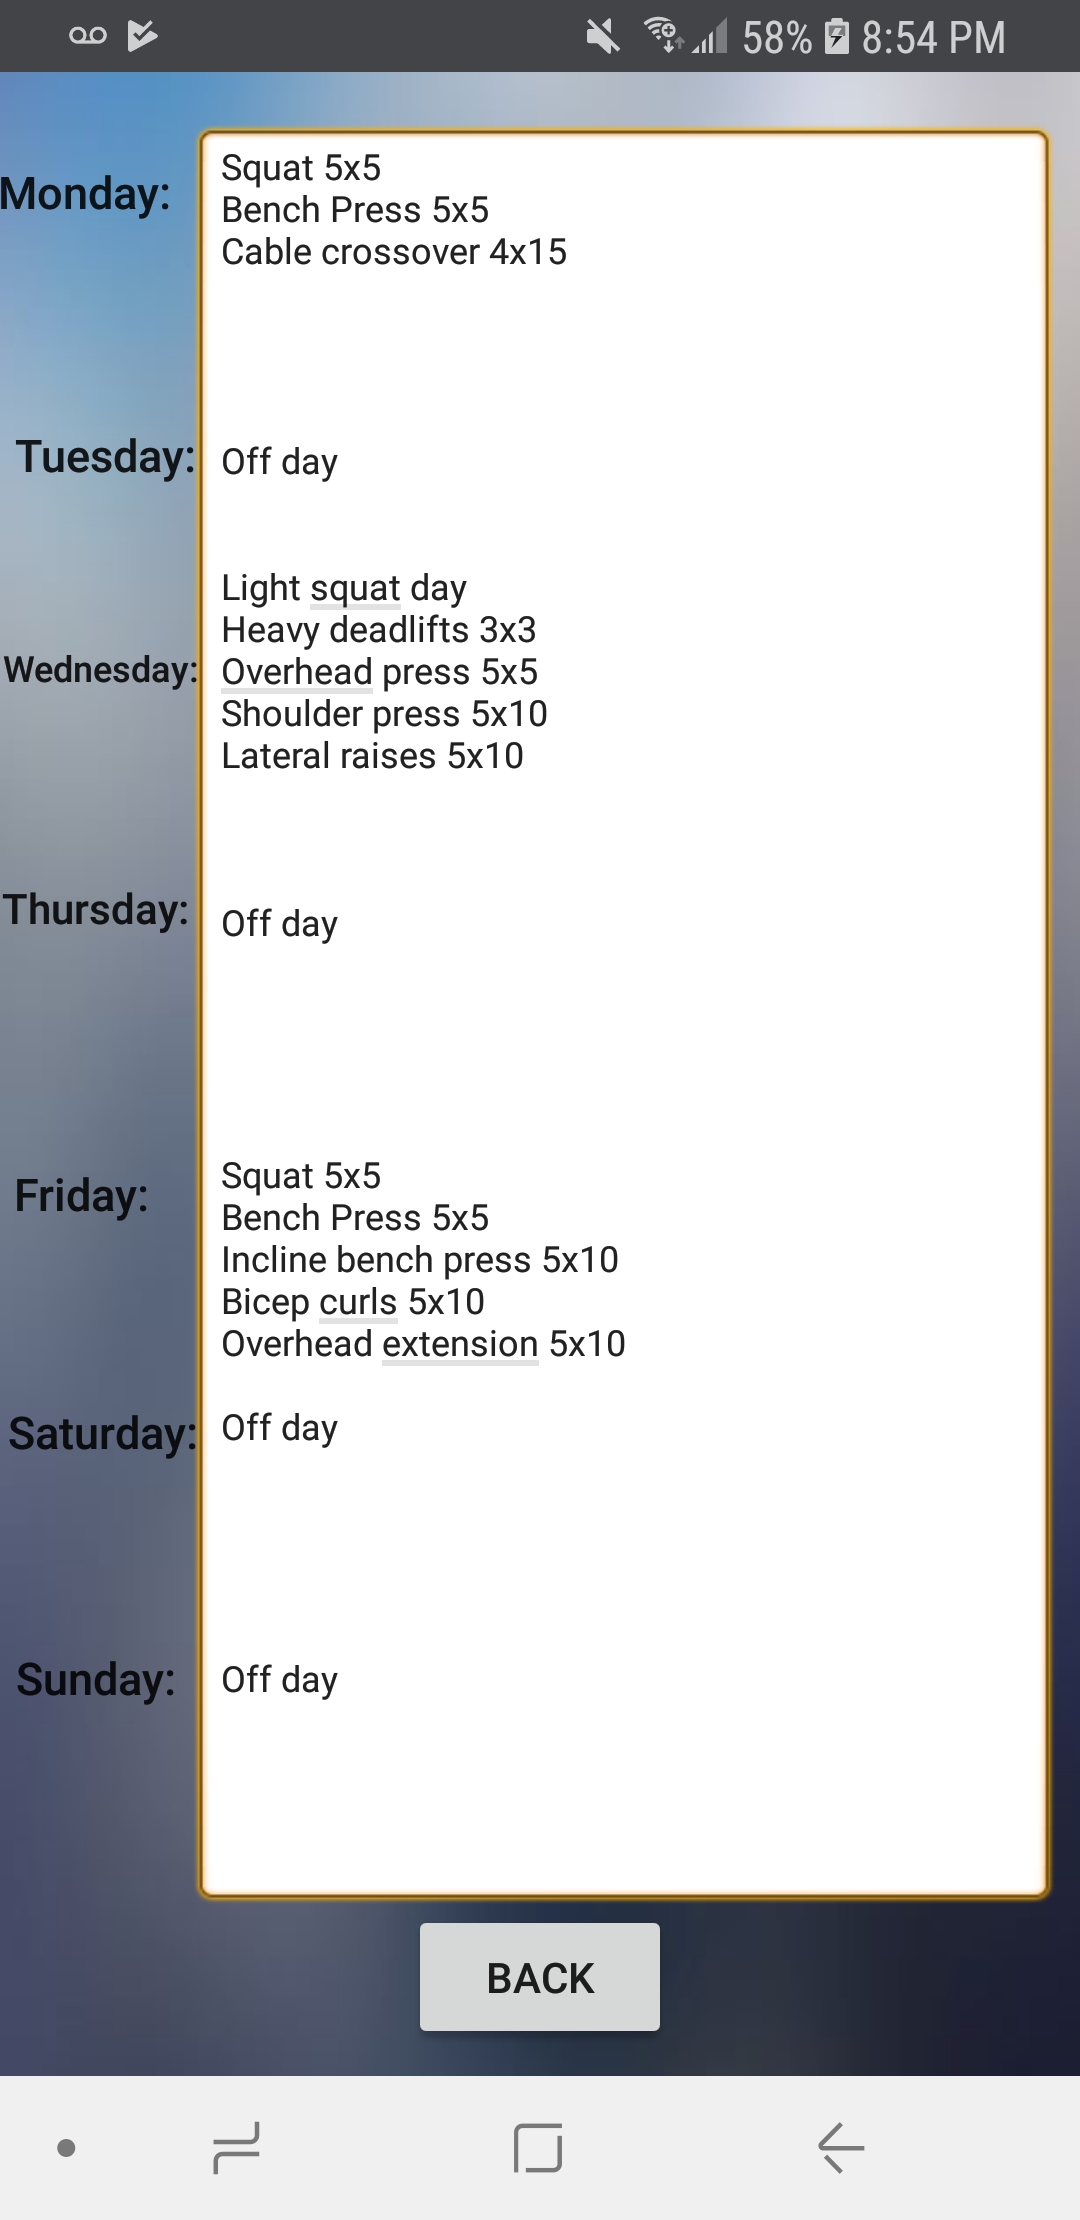 58% 8:54 PM
Monday:
Squat 5x5
Bench Press 5x5
Cable crossover 4x15
Tuesday:
Off day
Wednesday:
Light squat day
Heavy deadlifts 3x3
Overhead press 5x5
Shoulder press 5x10
Lateral raises 5x10
Thursday:
Off day
Friday:
Squat 5x5
Bench Press 5x5
Incline bench press 5x10
Bicep curls 5x10
Overhead extension 5x10
Saturday:
Off day
Sunday:
Off day
BACK